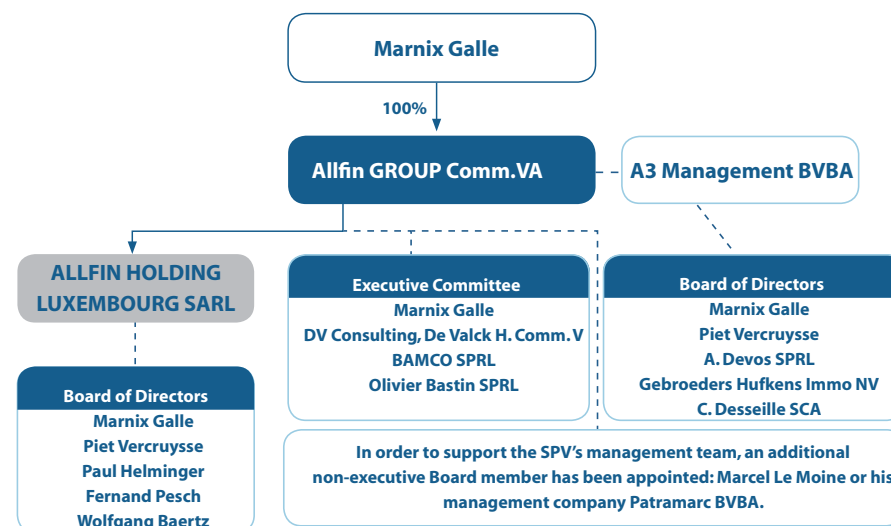 Marnix Galle
100%
Allfin GROUP Comm.VA
A3 Management BVBA
ALLFIN HOLDING
LUXEMBOURG SARL
Executive Committee
Marnix Galle
DV Consulting, De Valck H. Comm. V
BAMCO SPRL
Olivier Bastin SPRL
Board of Directors
Marnix Galle
Piet Vercruysse
A. Devos SPRL
Gebroeders Hufkens Immo NV
C. Desseille SCA
Board of Directors
Marnix Galle
Piet Vercruysse
Paul Helminger
Fernand Pesch
Wolfgang Baertz
In order to support the SPV's management team, an additional
non-executive Board member has been appointed: Marcel Le Moine or his
management company Patramarc BVBA.